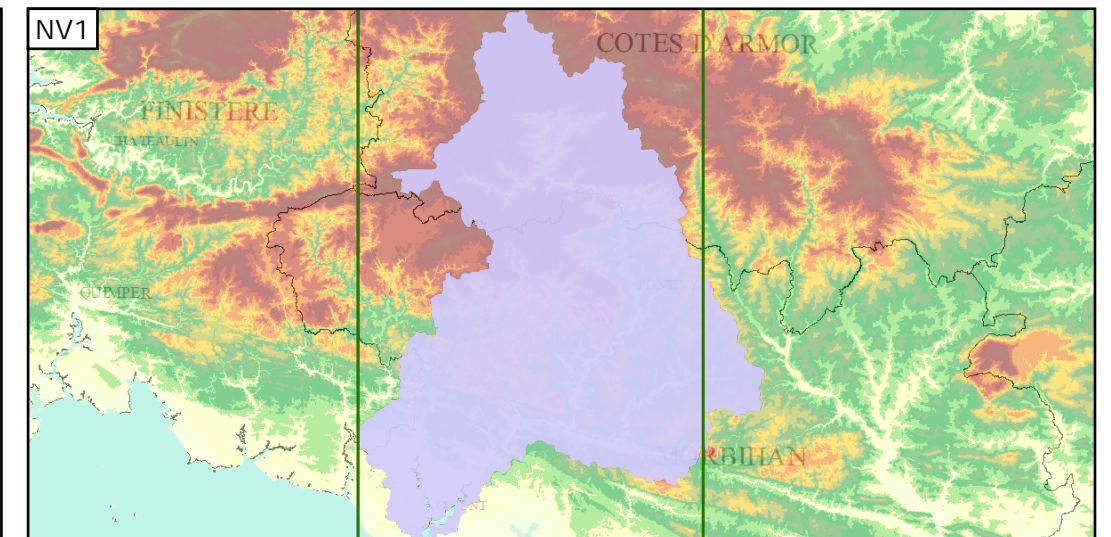 NV1
COTES D'ARMOR
FINISTERE
CHATEAULIN
QUIMPER
MORBIHAN